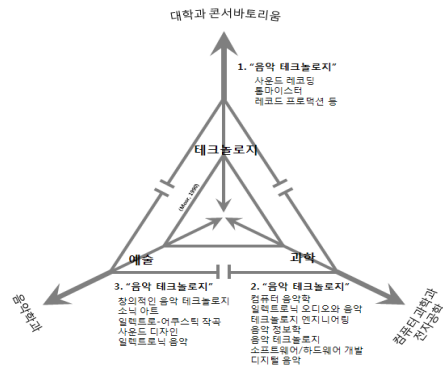 대학과 콘서바토리움
1. "음악 테크놀로지"
사운드 레코딩
톤마이스터
레코드 프로덕션 등
테크놀로지
(Moor, 1990)
예술
과학
3. "음악 테크놀로지"
창의적인 음악 테크놀로지
소닉 아트
일렉트로-어쿠스틱 작곡
사운드 디자인
일렉트로닉 음악
2. "음악 테크놀로지"
컴퓨터 음악학
일렉트로닉 오디오와 음악
테크놀로지 엔지니어링
음악 정보학
음악 테크놀로지
소프트웨어/하드웨어 개발
디지털 음악
음악학과
컴퓨터 과학과
전자공학